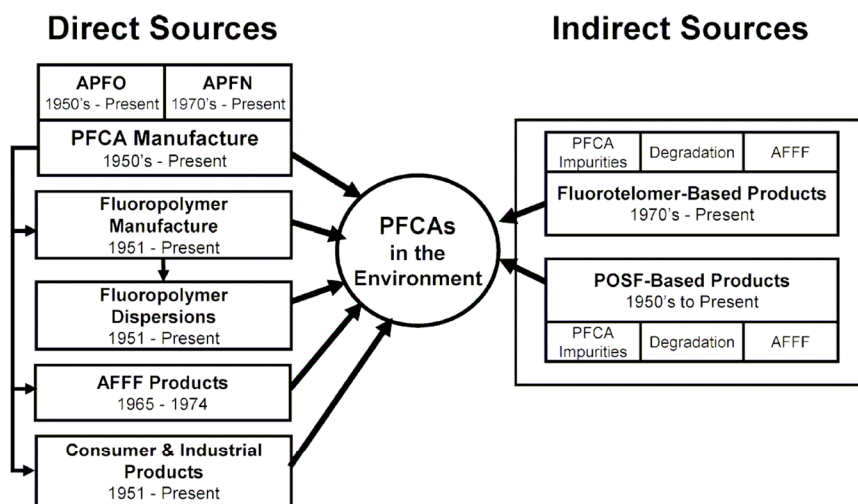 Direct Sources
APFO
1950's - Present
APFN
1970's - Present
PFCA Manufacture
1950's - Present
Fluoropolymer
Manufacture
1951 - Present
Fluoropolymer
Dispersions
1951 - Present
AFFF Products
1965 - 1974
Consumer & Industrial
Products
1951 - Present
PFCAs
in the
Environment
Indirect Sources
PFCA
Impurities
Degradation
AFFF
Fluorotelomer-Based Products
1970's - Present
POSF-Based Products
1950's to Present
PFCA
Impurities
Degradation
AFFF